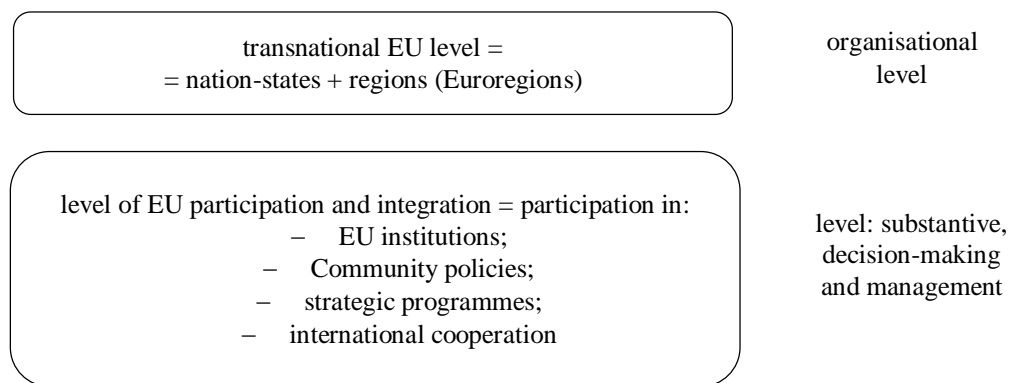 transnational EU level =
= nation-states + regions (Euroregions)
organisational
level
level of EU participation and integration = participation in:
– EU institutions;
– Community policies;
– strategic programmes;
– international cooperation
level: substantive,
decision-making
and management